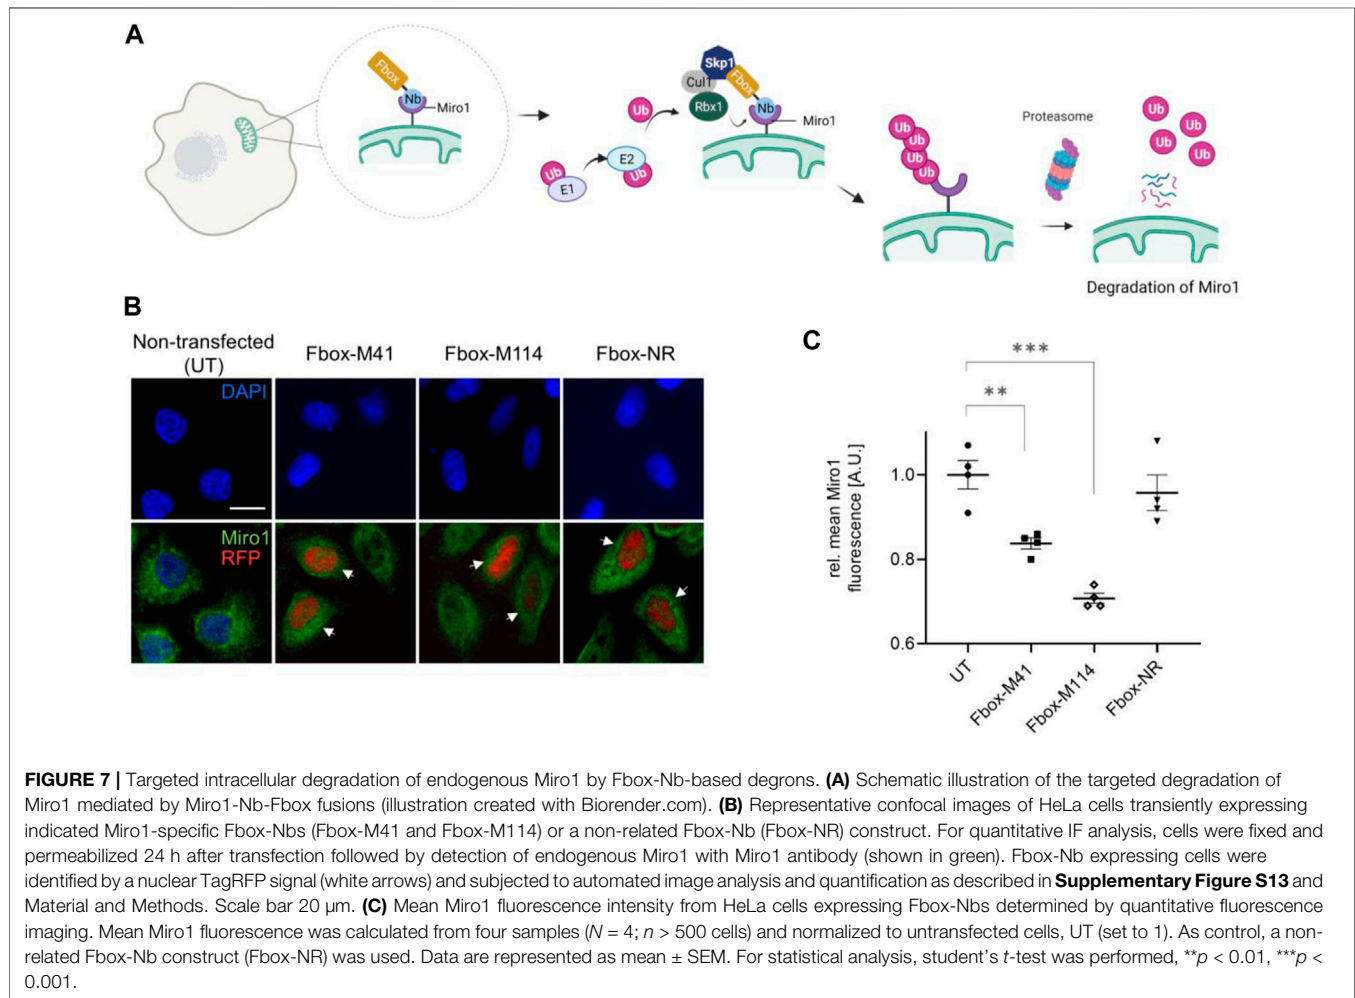 A
Fbox
Nb
Miro1
Skp1
Fbox
Cul1
Rbx1
Nb
Miro1
Ub
Ub
E1
E2
Ub
Ub
Ub
Ub
Ub
Proteasome
Ub
Ub
Ub
Degradation of Miro1
B
Non-transfected
(UT)
Fbox-M41
Fbox-M114
Fbox-NR
DAPI
Miro1
RFP
C
***
**
rel. mean Miro1
fluorescence [A.U.]
1.0
0.8
0.6
UT
Fbox-M41
Fbox-M114
Fbox-NR
FIGURE 7 | Targeted intracellular degradation of endogenous Miro1 by Fbox-Nb-based degrons. (A) Schematic illustration of the targeted degradation of
Miro1 mediated by Miro1-Nb-Fbox fusions (illustration created with Biorender.com). (B) Representative confocal images of HeLa cells transiently expressing
indicated Miro1-specific Fbox-Nbs (Fbox-M41 and Fbox-M114) or a non-related Fbox-Nb (Fbox-NR) construct. For quantitative IF analysis, cells were fixed and
permeabilized 24 h after transfection followed by detection of endogenous Miro1 with Miro1 antibody (shown in green). Fbox-Nb expressing cells were
identified by a nuclear TagRFP signal (white arrows) and subjected to automated image analysis and quantification as described in Supplementary Figure S13 and
Material and Methods. Scale bar 20 µm. (C) Mean Miro1 fluorescence intensity from HeLa cells expressing Fbox-Nbs determined by quantitative fluorescence
imaging. Mean Miro1 fluorescence was calculated from four samples (N = 4; n > 500 cells) and normalized to untransfected cells, UT (set to 1). As control, a non-
related Fbox-Nb construct (Fbox-NR) was used. Data are represented as mean ± SEM. For statistical analysis, student's t-test was performed, **p < 0.01, ***p <
0.001.